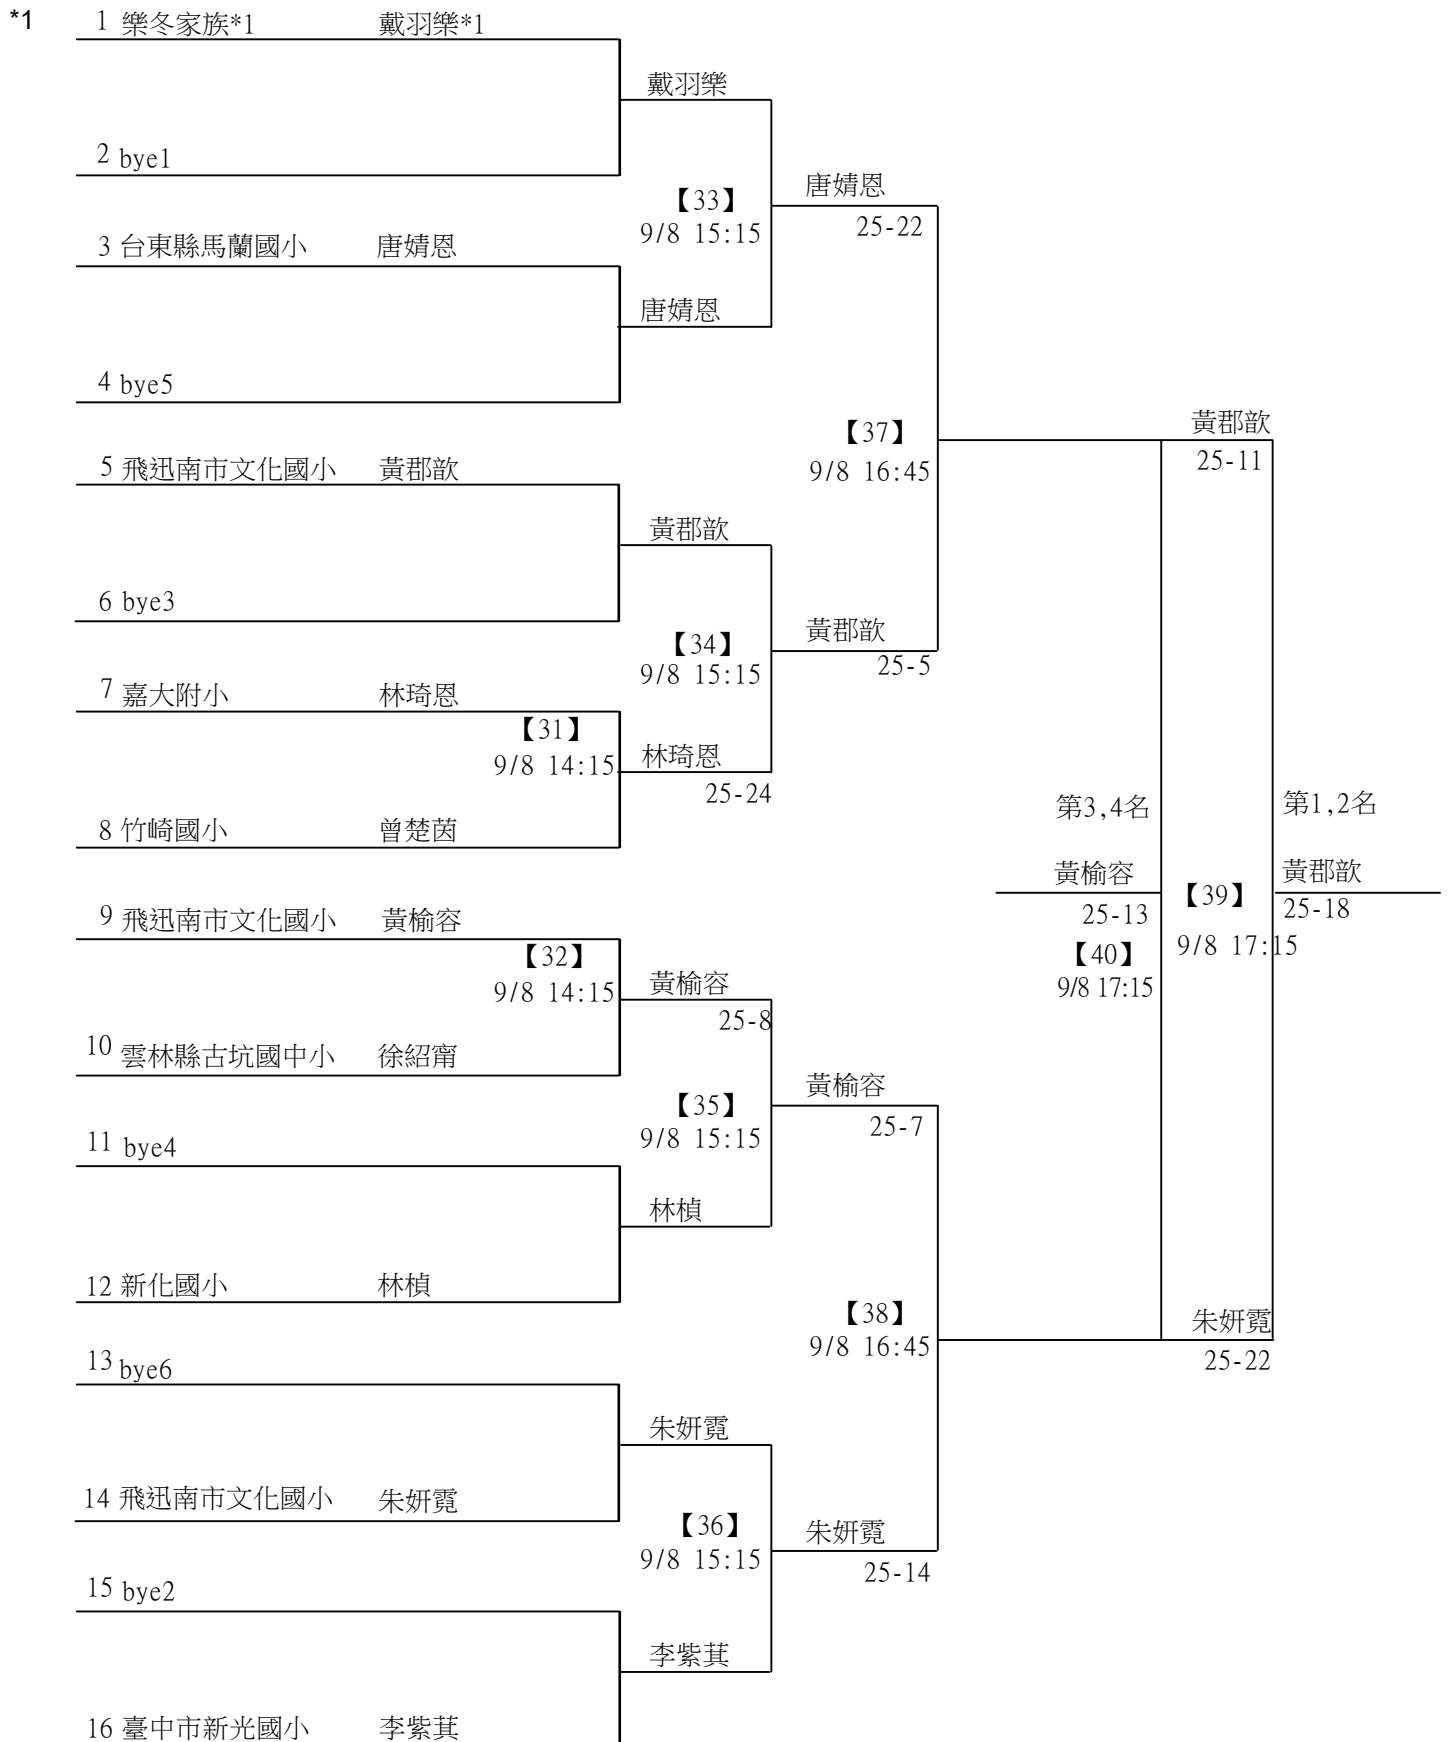 *1
1 樂冬家族*1 戴羽樂*1
戴羽樂
2 bye1
【33】
9/8 15:15
唐婧恩
25-22
3 台東縣馬蘭國小 唐婧恩
唐婧恩
4 bye5
【37】
9/8 16:45
黃郡歆
25-11
5 飛迅南市文化國小 黃郡歆
黃郡歆
6 bye3
【34】
9/8 15:15
黃郡歆
25-5
7 嘉大附小 林琦恩
【31】
9/8 14:15
林琦恩
25-24
8 竹崎國小 曾楚茵
第3,4名
第1,2名
黃榆容
25-13
【40】
9/8 17:15
【39】
9/8 17:15
黃郡歆
25-18
9 飛迅南市文化國小 黃榆容
【32】
9/8 14:15
黃榆容
25-8
10 雲林縣古坑國中小 徐紹甯
【35】
9/8 15:15
黃榆容
25-7
11 bye4
林楨
12 新化國小 林楨
【38】
9/8 16:45
朱妍霓
25-22
13 bye6
朱妍霓
14 飛迅南市文化國小 朱妍霓
【36】
9/8 15:15
朱妍霓
25-14
15 bye2
李紫萁
16 臺中市新光國小 李紫萁